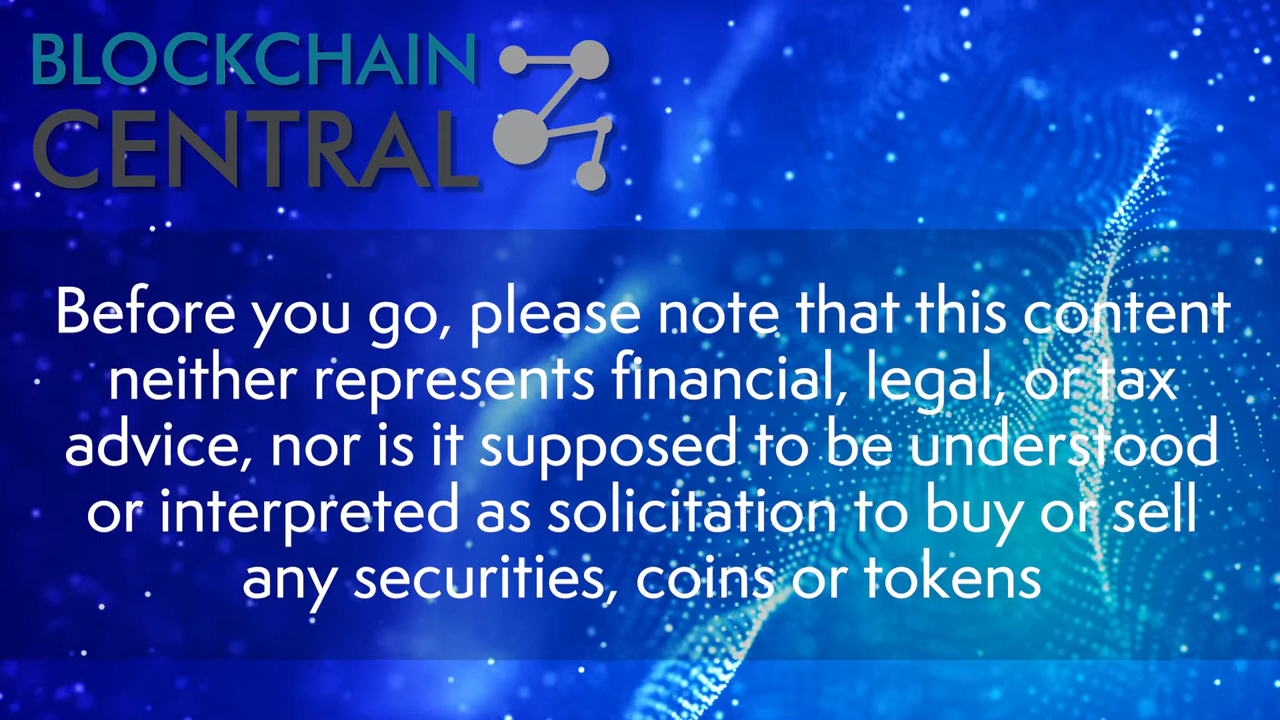 BLOCKCHAIN
CENTRAL
Before you go, please note that this content
neither represents financial, legal, or tax
advice, nor is it supposed to be understood
or interpreted as solicitation to buy or sell
any securities, coins or tokens